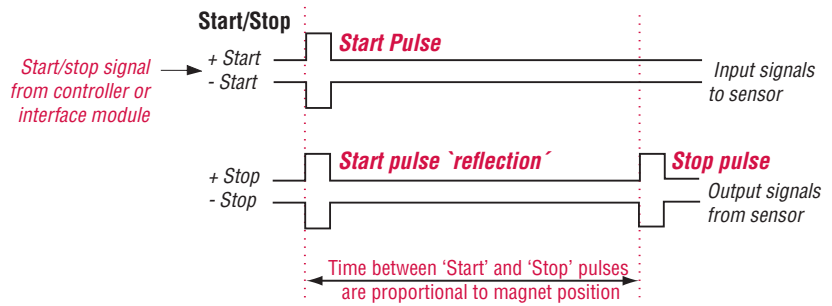 Start/Stop
Start/stop signal
from controller or
interface module
+ Start
- Start
Start Pulse
Input signals
to sensor
+ Stop
- Stop
Start pulse `reflection´
Stop pulse
Output signals
from sensor
Time between ‘Start’ and ‘Stop’ pulses
are proportional to magnet position